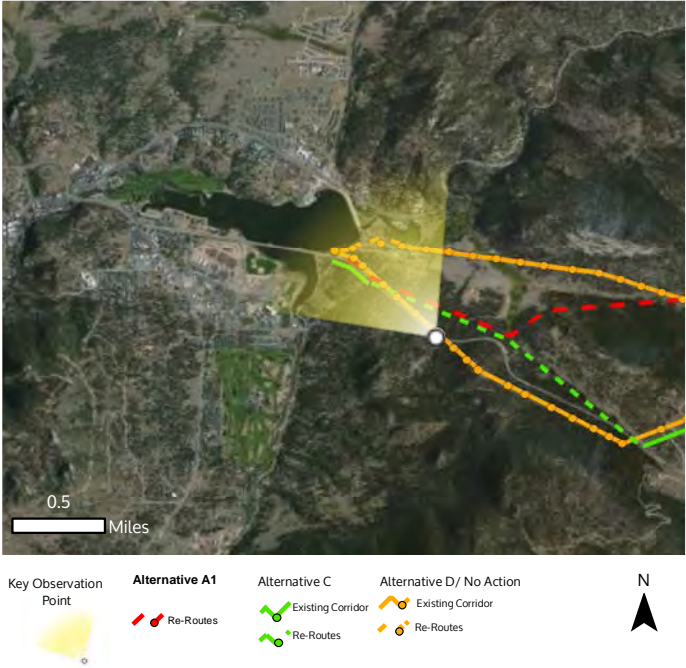 0.5
Miles
Key Observation
Point
Alternative A1
Re-Routes
Alternative C
Existing Corridor
Re-Routes
Alternative D/ No Action
Existing Corridor
Re-Routes
N